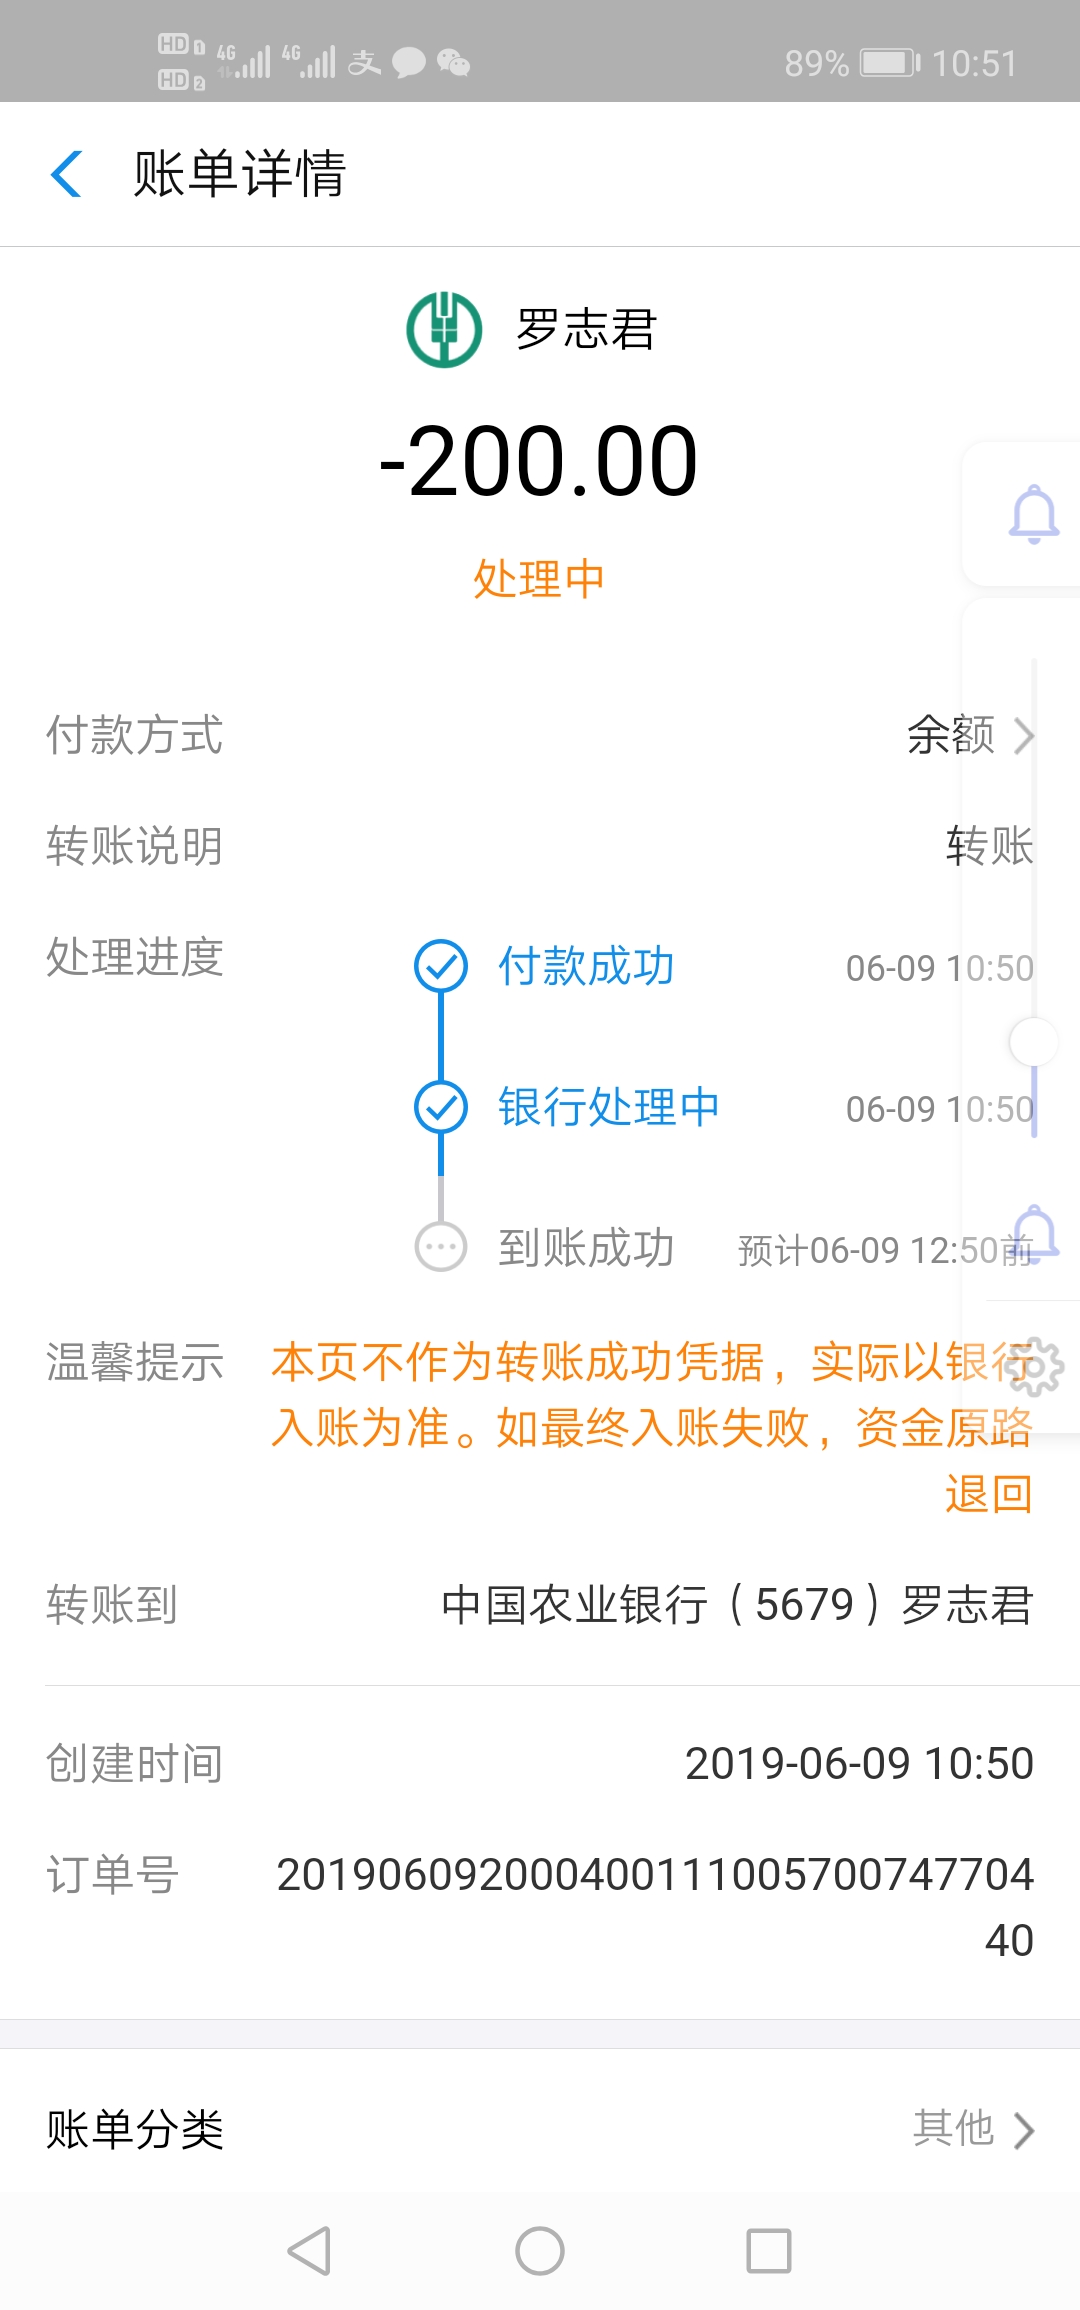 HD 1 4G 4G 支 89% 10:51
HD 2
账单详情
罗志君
-200.00
处理中
付款方式 余额
转账说明 转账
处理进度 付款成功 06-09 10:50
银行处理中 06-09 10:50
到账成功 预计06-09 12:50前
温馨提示 本页不作为转账成功凭据，实际以银行
入账为准。如最终入账失败，资金原路
退回
转账到 中国农业银行（5679）罗志君
创建时间 2019-06-09 10:50
订单号 201906092000400111005700747704
40
账单分类 其他